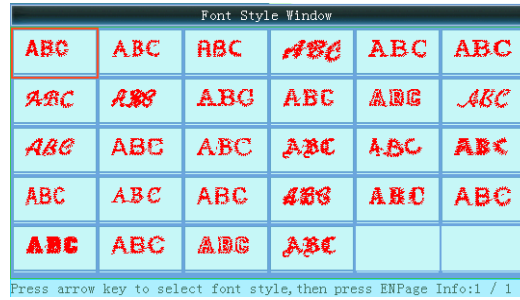 Font Style Window
ABC ABC ABC ABC ABC ABC
ABC ABC ABC ABC ABC ABC
ABC ABC ABC ABC ABC ABC
ABC ABC ABC ABC ABC ABC
ABC ABC ABC ABC
Press arrow key to select font style,then press ENPage Info:1 / 1